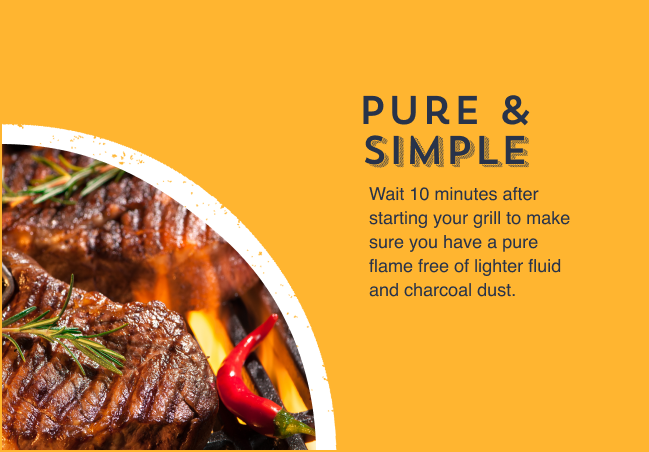 PURE &
SIMPLE
Wait 10 minutes after
starting your grill to make
sure you have a pure
flame free of lighter fluid
and charcoal dust.